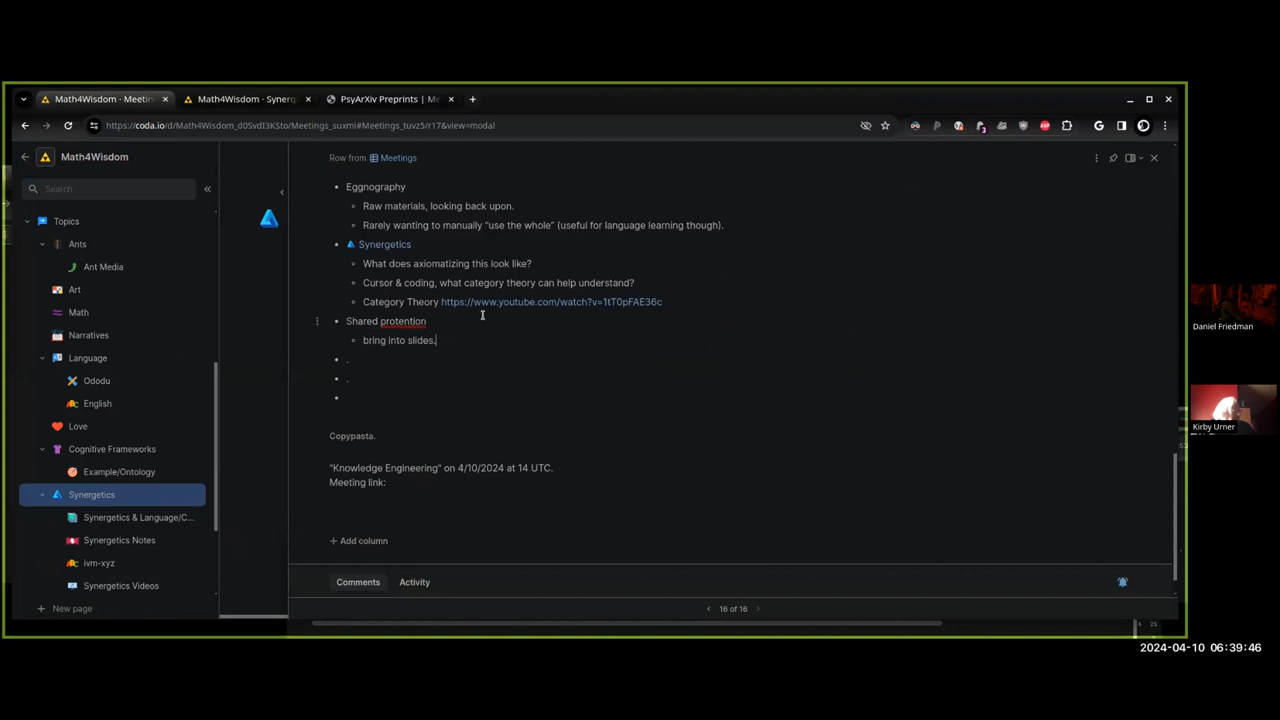 Math4Wisdom · Meetin
Math4Wisdom · Synerg
PsyArXiv Preprints | Me
https://coda.io/d/Math4Wisdom_d0SvdI3KSto/Meetings_suxmi#Meetings_tuvz5/r17&view=modal
Math4Wisdom
Search
Topics
Ants
Ant Media
Art
Math
Narratives
Language
Ododu
English
Love
Cognitive Frameworks
Example/Ontology
Synergetics
Synergetics & Language/C...
Synergetics Notes
ivm-xyz
Synergetics Videos
New page
Row from Meetings
Eggnography
Raw materials, looking back upon.
Rarely wanting to manually “use the whole” (useful for language learning though).
Synergetics
What does axiomatizing this look like?
Cursor & coding, what category theory can help understand?
Category Theory https://www.youtube.com/watch?v=1tT0pFAE36c
Shared protention
bring into slides.
.
.
Copypasta.
“Knowledge Engineering” on 4/10/2024 at 14 UTC.
Meeting link:
+ Add column
Comments
Activity
16 of 16
25
Daniel Friedman
Kirby Urner
2024-04-10 06:39:46